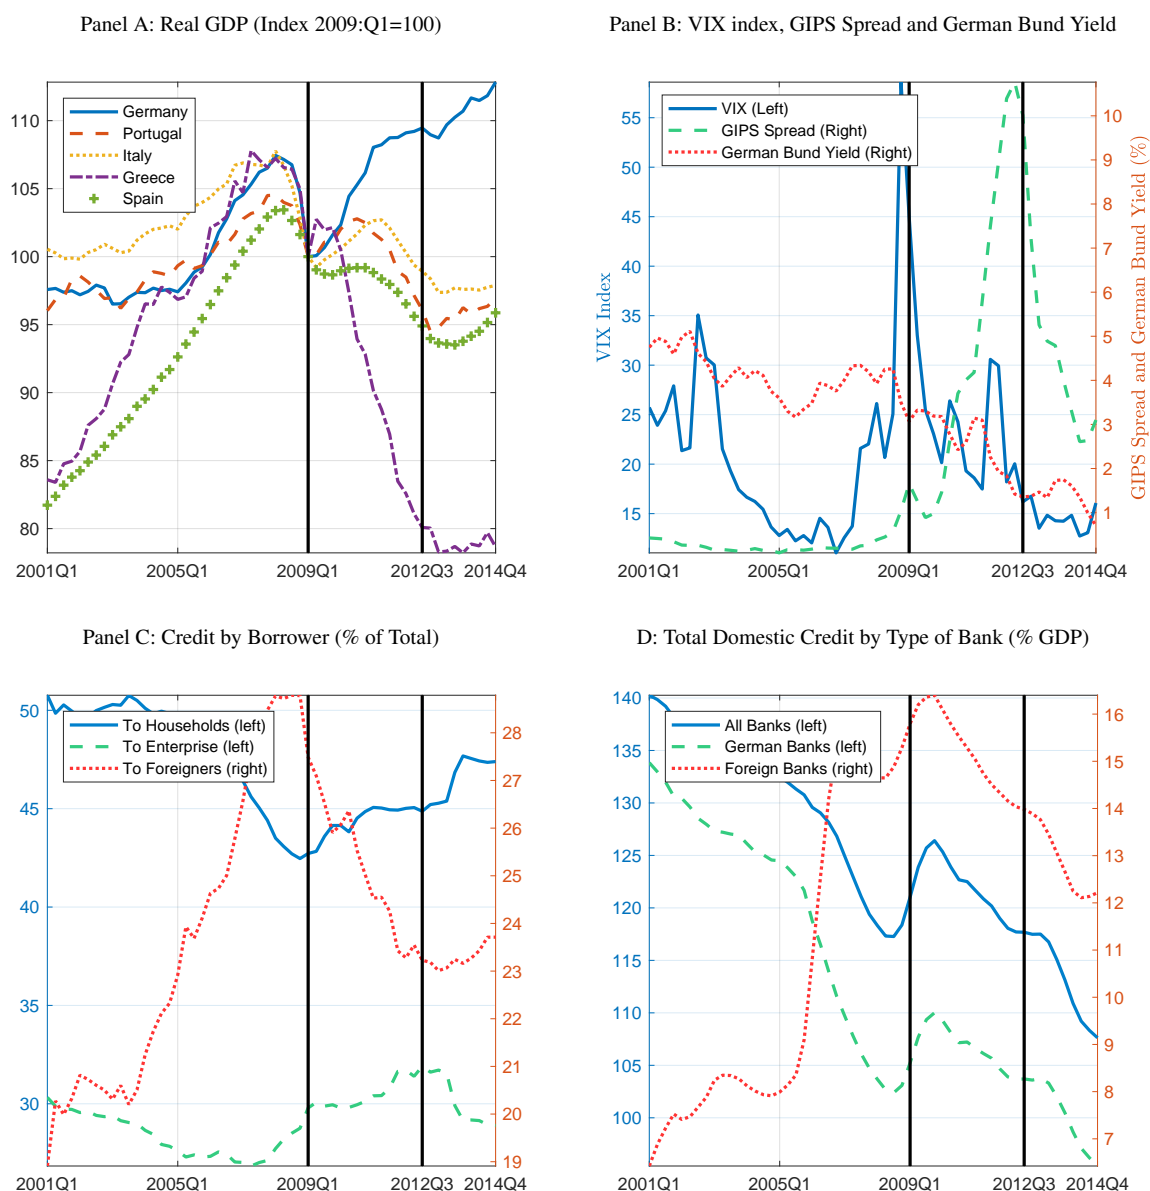 Panel A: Real GDP (Index 2009:Q1=100)
Germany
Portugal
Italy
Greece
Spain
110
105
100
95
90
85
80
2001Q1 2005Q1 2009Q1 2012Q3 2014Q4
Panel B: VIX index, GIPS Spread and German Bund Yield
VIX (Left)
GIPS Spread (Right)
German Bund Yield (Right)
VIX Index
55
50
45
40
35
30
25
20
15
10
9
8
7
6
5
4
3
2
1
GIPS Spread and German Bund Yield (%)
2001Q1 2005Q1 2009Q1 2012Q3 2014Q4
Panel C: Credit by Borrower (% of Total)
To Households (left)
To Enterprise (left)
To Foreigners (right)
50
45
40
35
30
28
27
26
25
24
23
22
21
20
19
2001Q1 2005Q1 2009Q1 2012Q3 2014Q4
D: Total Domestic Credit by Type of Bank (% GDP)
All Banks (left)
German Banks (left)
Foreign Banks (right)
140
135
130
125
120
115
110
105
100
16
15
14
13
12
11
10
9
8
7
2001Q1 2005Q1 2009Q1 2012Q3 2014Q4